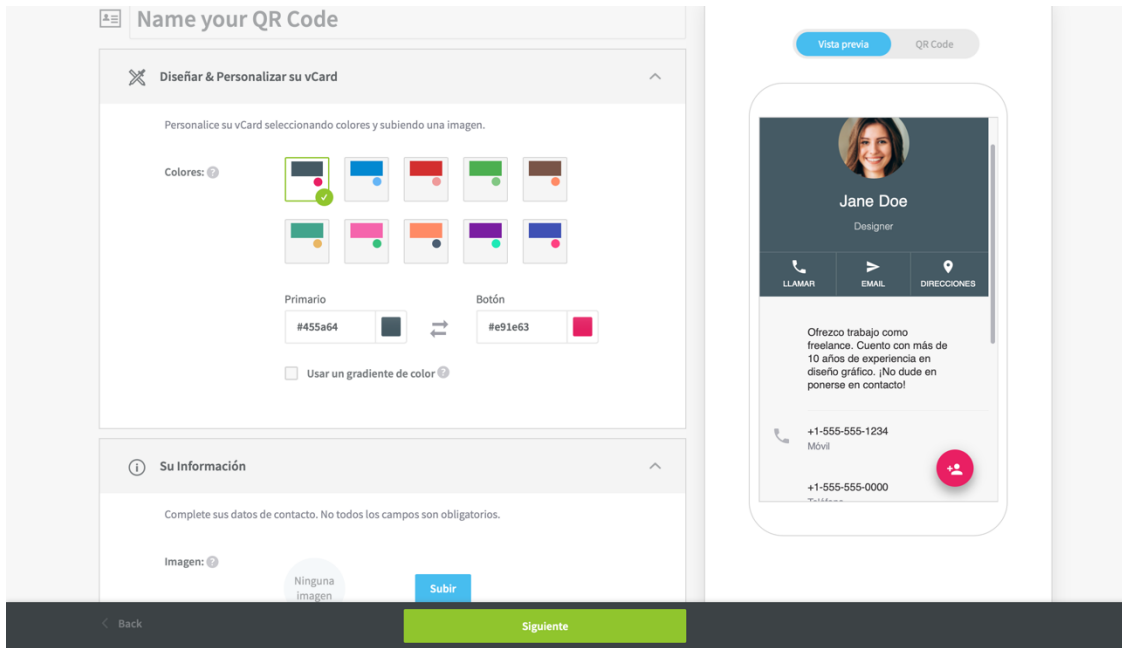 Name your QR Code
Diseñar & Personalizar su vCard
Personalice su vCard seleccionando colores y subiendo una imagen.
Colores: ?
Primario
Botón
#455a64
#e91e63
Usar un gradiente de color ?
Su Información
Complete sus datos de contacto. No todos los campos son obligatorios.
Imagen: ?
Ninguna
imagen
Subir
Vista previa
QR Code
Jane Doe
Designer
LLAMAR
EMAIL
DIRECCIONES
Ofrezco trabajo como
freelance. Cuento con más de
10 años de experiencia en
diseño gráfico. ¡No dude en
ponerse en contacto!
+1-555-555-1234
Móvil
+1-555-555-0000
Back
Siguiente